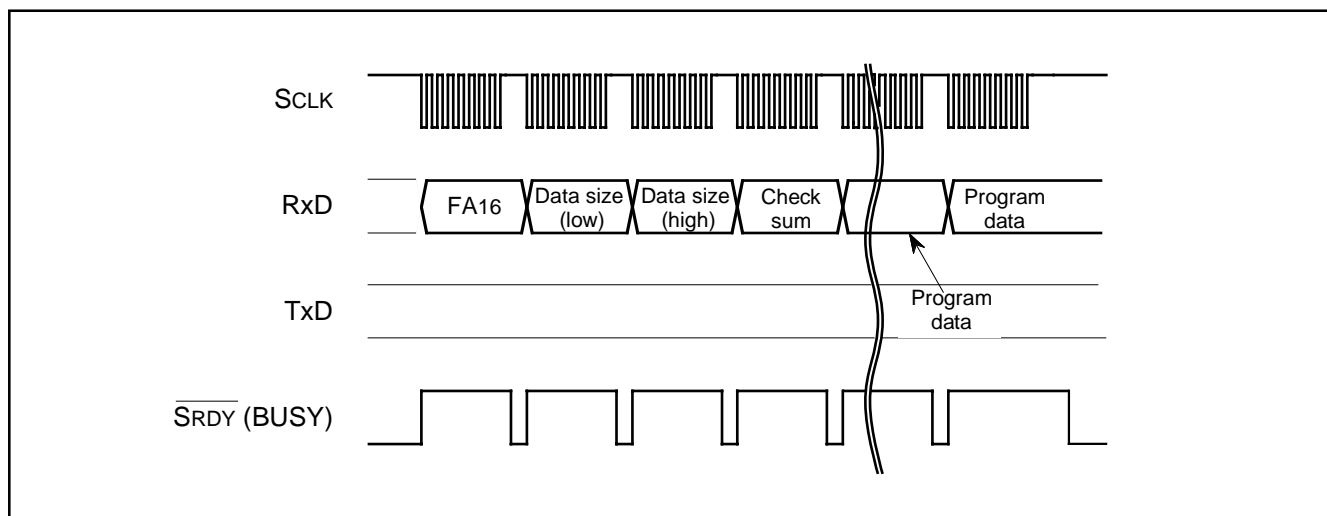 SCLK
RxD
FA16
Data size
(low)
Data size
(high)
Check
sum
Program
data
Program
data
TxD
SRDY (BUSY)